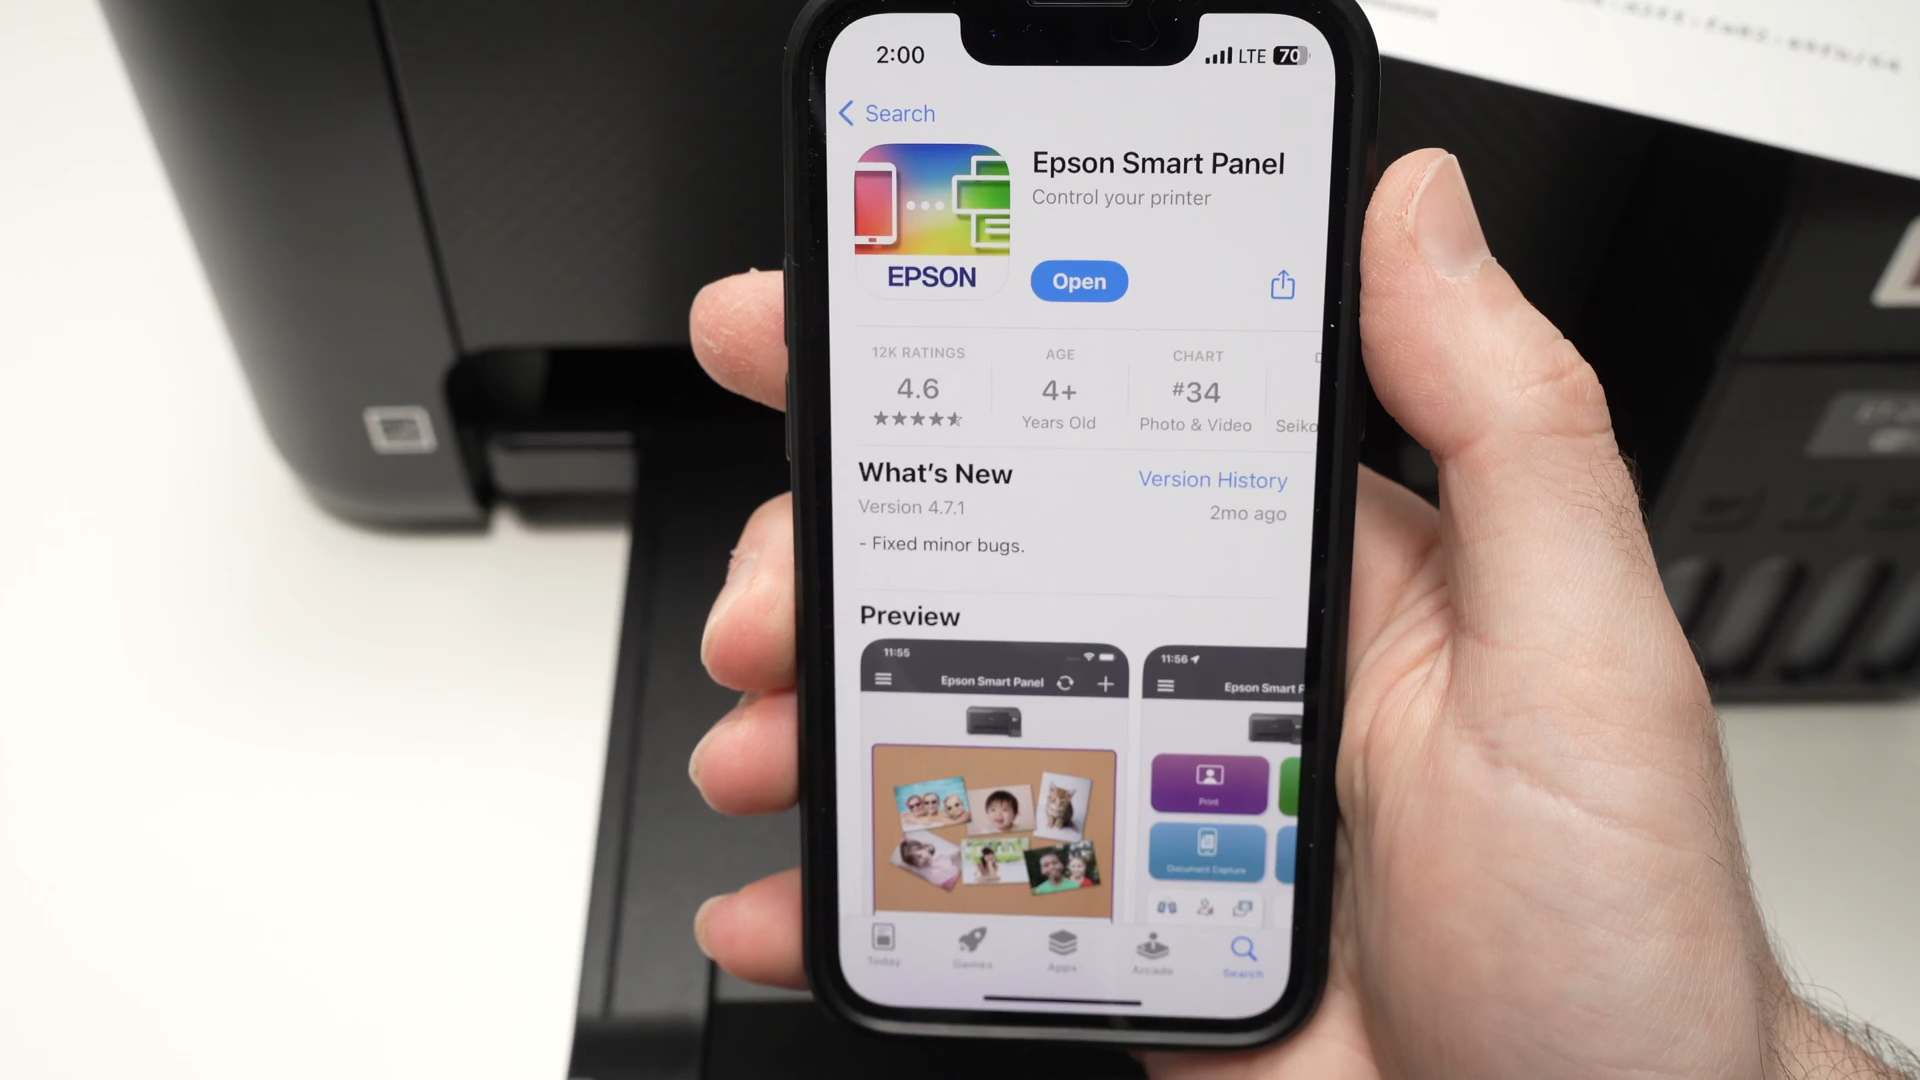 2:00
LTE 70
Search
Epson Smart Panel
Control your printer
EPSON
Open
12K RATINGS
4.6
AGE
4+
Years Old
CHART
#34
Photo & Video
Seiko
What's New
Version History
Version 4.7.1
2mo ago
- Fixed minor bugs.
Preview
11:55
Epson Smart Panel
11:56
Epson Smart P
Print
Document Capture
Today
Games
Apps
Arcade
Search